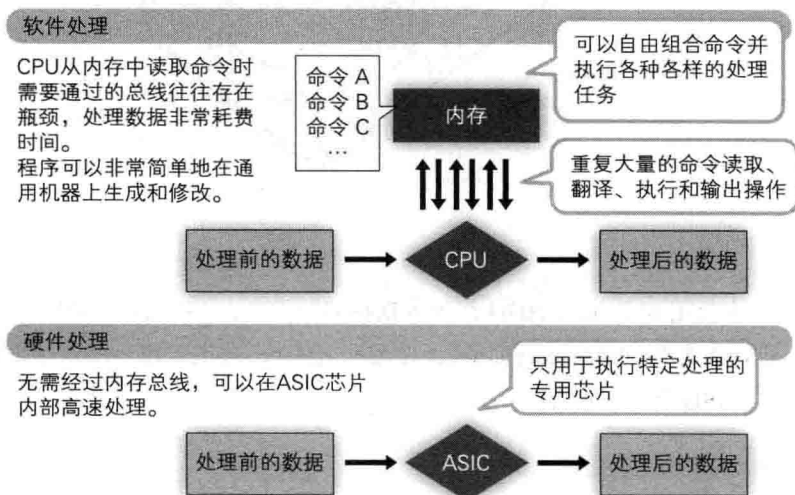 软件处理
CPU从内存中读取命令时
需要通过的总线往往存在
瓶颈，处理数据非常耗费
时间。
程序可以非常简单地在通
用机器上生成和修改。
命令 A
命令 B
命令 C
…
内存
可以自由组合命令并
执行各种各样的处理
任务
重复大量的命令读取、
翻译、执行和输出操作
处理前的数据
CPU
处理后的数据
硬件处理
无需经过内存总线，可以在ASIC芯片
内部高速处理。
只用于执行特定处理的
专用芯片
处理前的数据
ASIC
处理后的数据